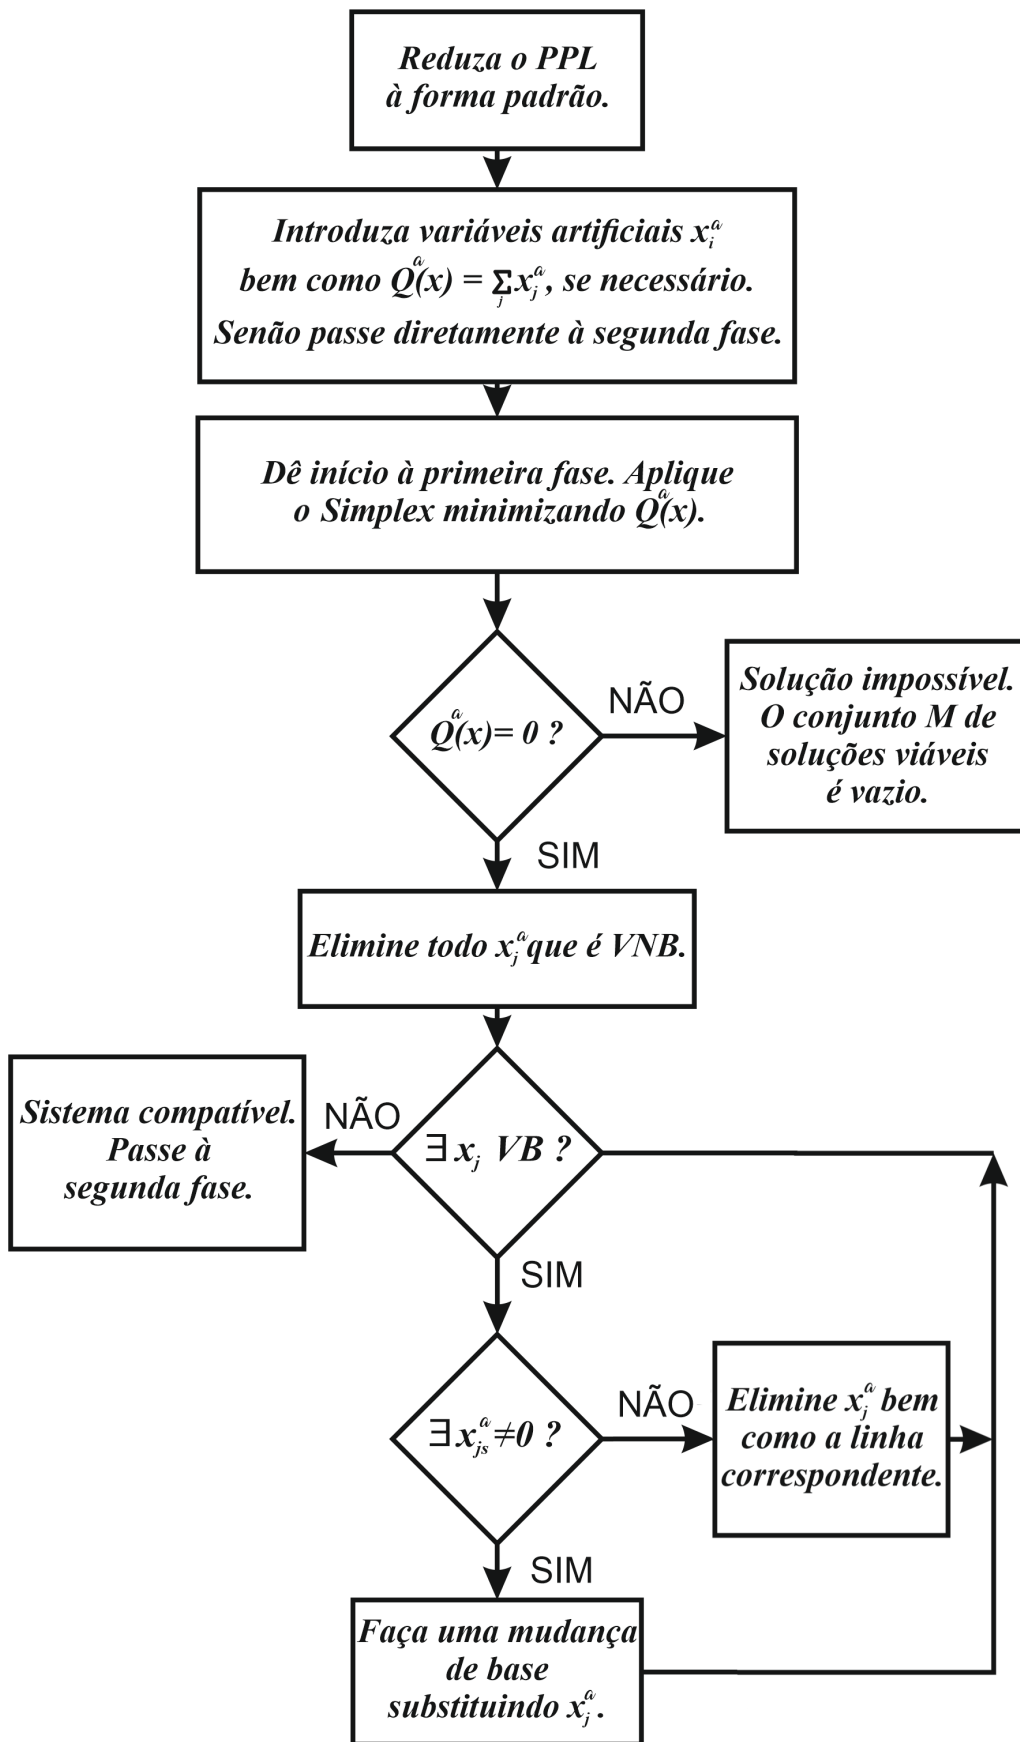 Reduza o PPL
à forma padrão.
Introduza variáveis artificiais x_i^a
bem como Q^a(x) = Σ_j x_j^a, se necessário.
Senão passe diretamente à segunda fase.
Dê início à primeira fase. Aplique
o Simplex minimizando Q^a(x).
Q^a(x)= 0 ?
NÃO
Solução impossível.
O conjunto M de
soluções viáveis
é vazio.
SIM
Elimine todo x_j^a que é VNB.
∃ x_j VB ?
NÃO
Sistema compatível.
Passe à
segunda fase.
SIM
∃ x_js^a ≠0 ?
NÃO
Elimine x_j^a bem
como a linha
correspondente.
SIM
Faça uma mudança
de base
substituindo x_j^a.